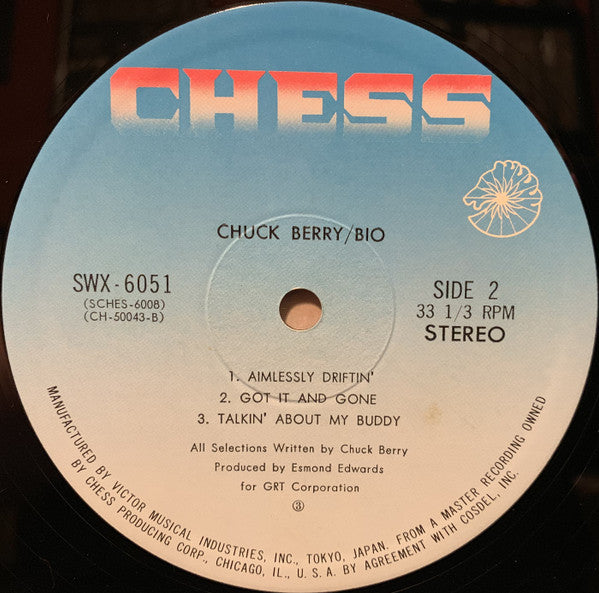 CHESS
CHUCK BERRY/BIO
SWX-6051
(SCHES-6008)
(CH-50043-B)
SIDE 2
33 1/3 RPM
STEREO
1. AIMLESSLY DRIFTIN'
2. GOT IT AND GONE
3. TALKIN' ABOUT MY BUDDY
All Selections Written by Chuck Berry
Produced by Esmond Edwards
for GRT Corporation
③
MANUFACTURED BY VICTOR MUSICAL INDUSTRIES, INC., TOKYO, JAPAN. FROM A MASTER RECORDING OWNED
BY CHESS PRODUCING CORP., CHICAGO, IL., U.S.A. BY AGREEMENT WITH COSDEL, INC.